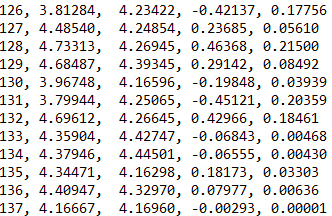 126, 3.81284,  4.23422, -0.42137, 0.17756
127, 4.48540,  4.24854, 0.23685, 0.05610
128, 4.73313,  4.26945, 0.46368, 0.21500
129, 4.68487,  4.39345, 0.29142, 0.08492
130, 3.96748,  4.16596, -0.19848, 0.03939
131, 3.79944,  4.25065, -0.45121, 0.20359
132, 4.69612,  4.26645, 0.42966, 0.18461
133, 4.35904,  4.42747, -0.06843, 0.00468
134, 4.37946,  4.44501, -0.06555, 0.00430
135, 4.34471,  4.16298, 0.18173, 0.03303
136, 4.40947,  4.32970, 0.07977, 0.00636
137, 4.16667,  4.16960, -0.00293, 0.00001